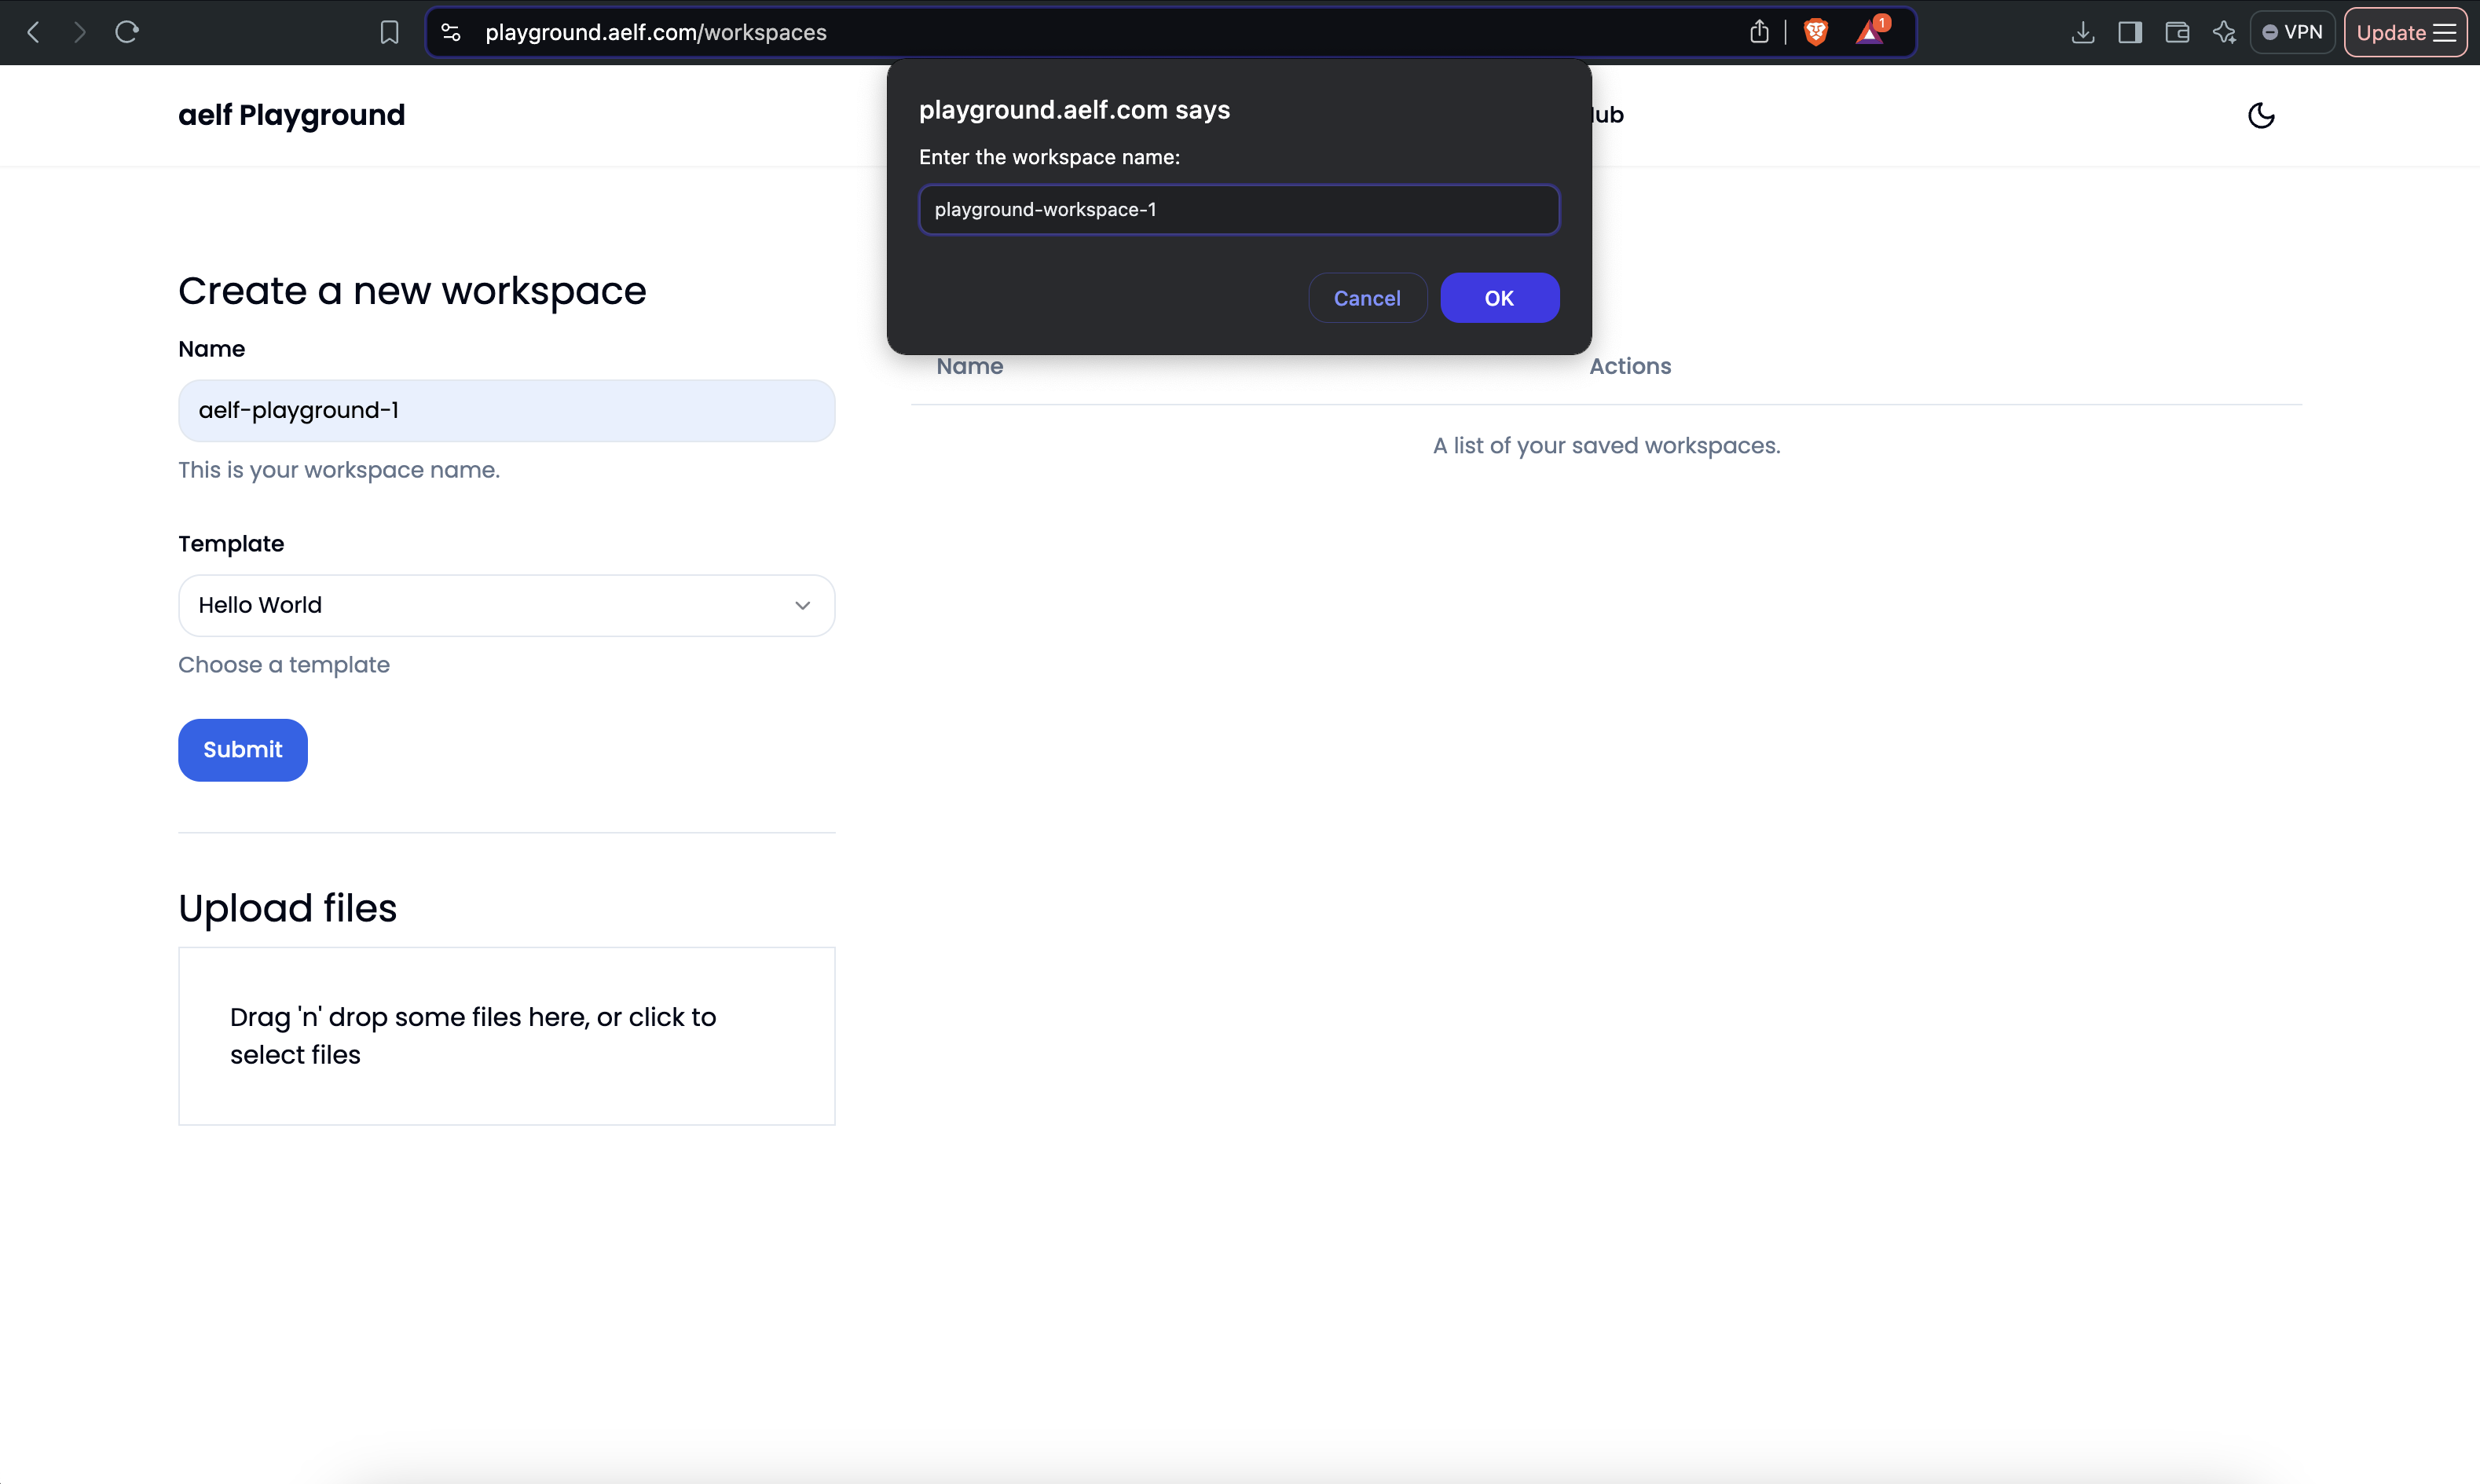 playground.aelf.com/workspaces
1
VPN
Update
aelf Playground
playground.aelf.com says
Enter the workspace name:
playground-workspace-1
Cancel
OK
Create a new workspace
Name
aelf-playground-1
This is your workspace name.
Template
Hello World
Choose a template
Submit
Upload files
Drag 'n' drop some files here, or click to
select files
Name
Actions
A list of your saved workspaces.